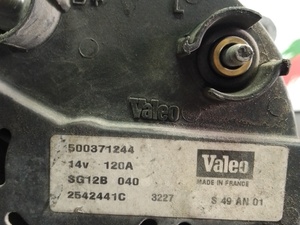 Valeo
500371244
14v 120A
SG12B 040
2542441C 3227
Valeo
MADE IN FRANCE
S 49 AN 01